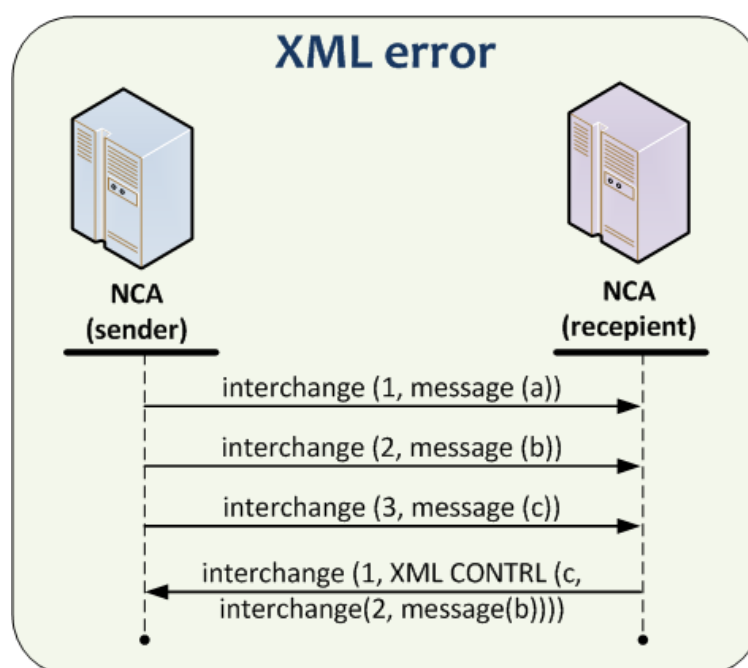 XML error
NCA
(sender)
NCA
(recepient)
interchange (1, message (a))
interchange (2, message (b))
interchange (3, message (c))
interchange (1, XML CONTRL (c,
interchange(2, message(b))))